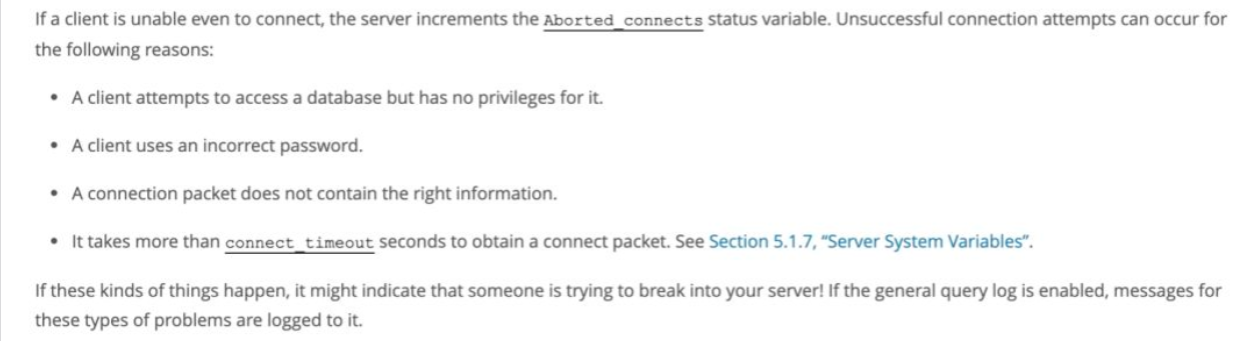 If a client is unable even to connect, the server increments the Aborted_connects status variable. Unsuccessful connection attempts can occur for
the following reasons:
• A client attempts to access a database but has no privileges for it.
• A client uses an incorrect password.
• A connection packet does not contain the right information.
• It takes more than connect_timeout seconds to obtain a connect packet. See Section 5.1.7, “Server System Variables”.
If these kinds of things happen, it might indicate that someone is trying to break into your server! If the general query log is enabled, messages for
these types of problems are logged to it.